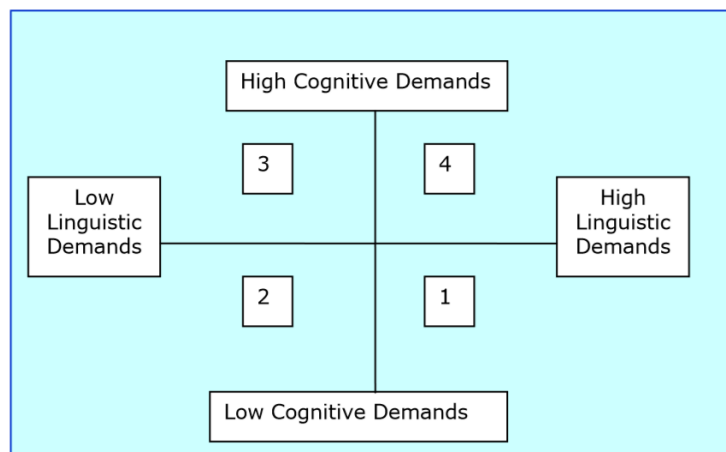 High Cognitive Demands
3
4
Low
Linguistic
Demands
High
Linguistic
Demands
2
1
Low Cognitive Demands